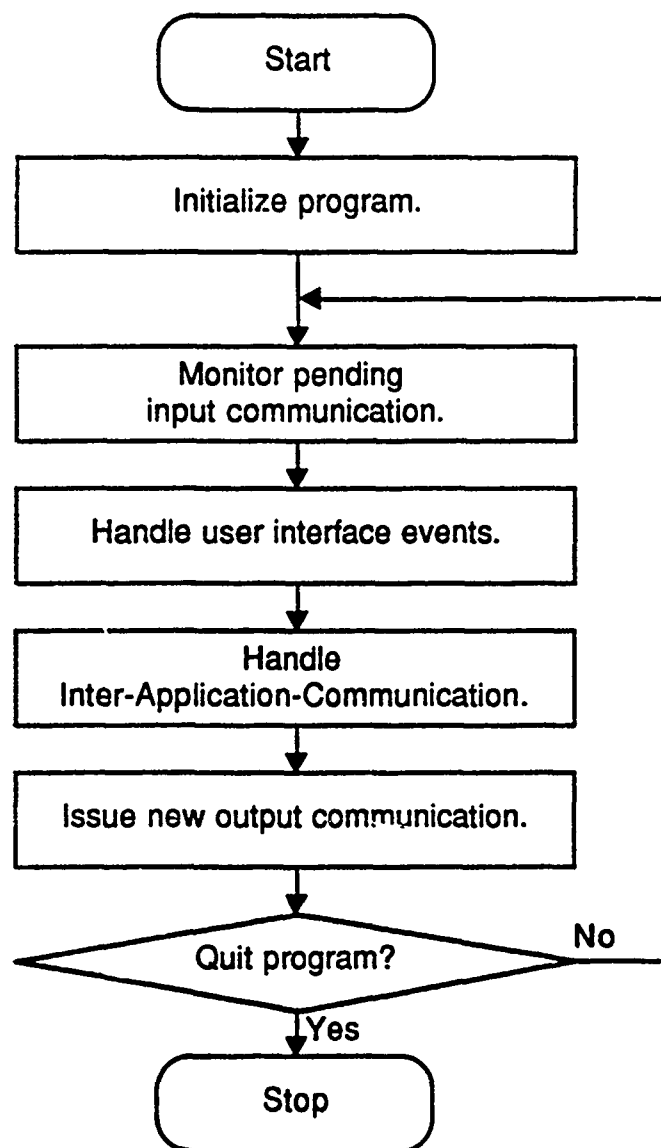 Start
Initialize program.
Monitor pending
input communication.
Handle user interface events.
Handle
Inter-Application-Communication.
Issue new output communication.
Quit program?
No
Yes
Stop